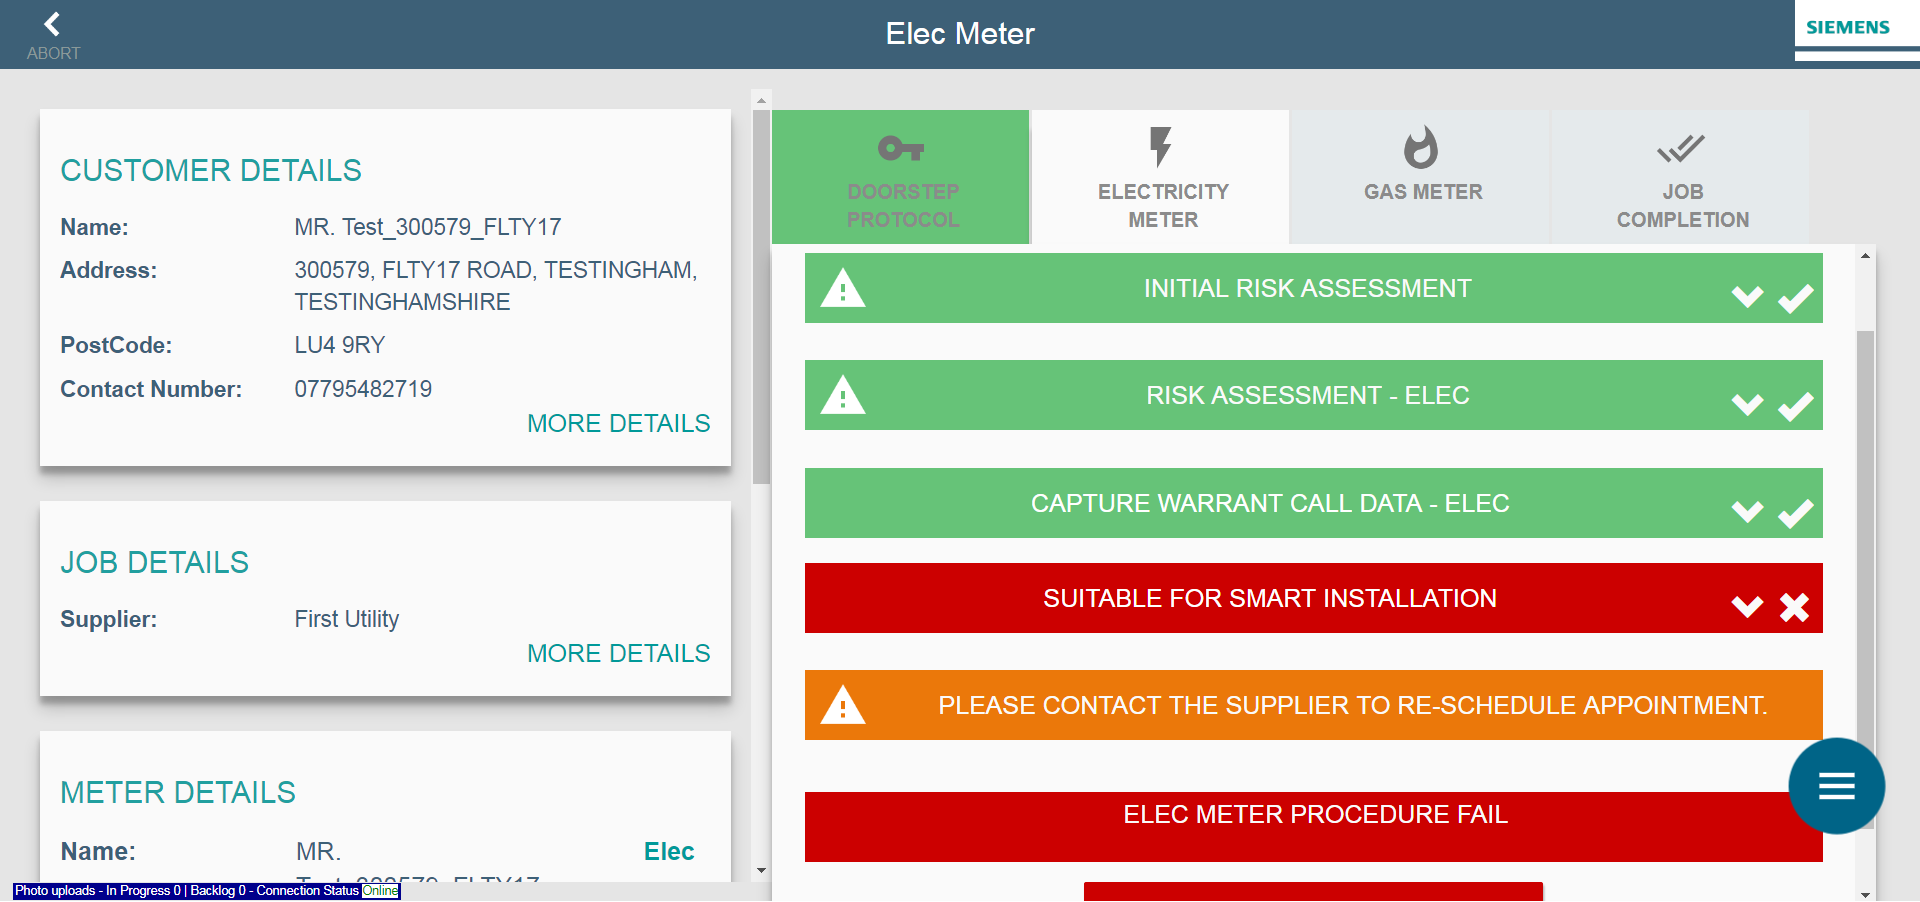 ABORT
Elec Meter
SIEMENS
CUSTOMER DETAILS
Name: MR. Test_300579_FLTY17
Address: 300579, FLTY17 ROAD, TESTINGHAM,
TESTINGHAMSHIRE
PostCode: LU4 9RY
Contact Number: 07795482719
MORE DETAILS
JOB DETAILS
Supplier: First Utility
MORE DETAILS
METER DETAILS
Name: MR. Elec
Photo uploads - In Progress 0 | Backlog 0 - Connection Status Online
DOORSTEP
PROTOCOL
ELECTRICITY
METER
GAS METER
JOB
COMPLETION
INITIAL RISK ASSESSMENT
RISK ASSESSMENT - ELEC
CAPTURE WARRANT CALL DATA - ELEC
SUITABLE FOR SMART INSTALLATION
PLEASE CONTACT THE SUPPLIER TO RE-SCHEDULE APPOINTMENT.
ELEC METER PROCEDURE FAIL